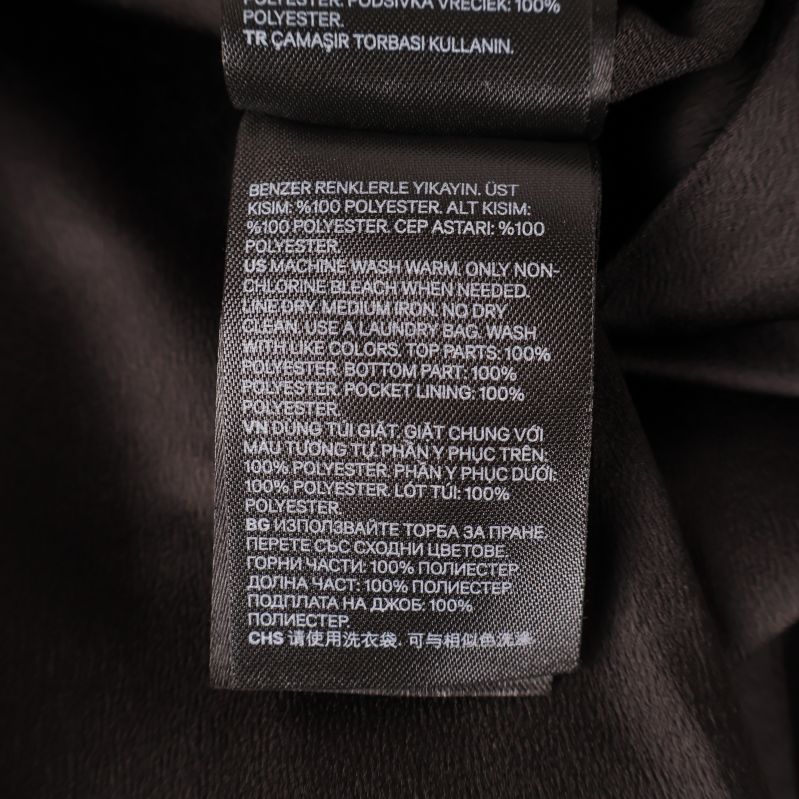 POLYESTER. PODŠÍVKA VRECIEK: 100%
POLYESTER.
TR ÇAMAŞIR TORBASI KULLANIN.
BENZER RENKLERLE YIKAYIN. ÜST
KISIM: %100 POLYESTER. ALT KISIM:
%100 POLYESTER. CEP ASTARI: %100
POLYESTER.
US MACHINE WASH WARM. ONLY NON-
CHLORINE BLEACH WHEN NEEDED.
LINE DRY. MEDIUM IRON. NO DRY
CLEAN. USE A LAUNDRY BAG. WASH
WITH LIKE COLORS. TOP PARTS: 100%
POLYESTER. BOTTOM PART: 100%
POLYESTER. POCKET LINING: 100%
POLYESTER.
VN DÙNG TÚI GIẶT. GIẶT CHUNG VỚI
MÀU TƯƠNG TỰ. PHẦN Y PHỤC TRÊN:
100% POLYESTER. PHẦN Y PHỤC DƯỚI:
100% POLYESTER. LÓT TÚI: 100%
POLYESTER.
BG ИЗПОЛЗВАЙТЕ ТОРБА ЗА ПРАНЕ.
ПЕРЕТЕ СЪС СХОДНИ ЦВЕТОВЕ.
ГОРНИ ЧАСТИ: 100% ПОЛИЕСТЕР.
ДОЛНА ЧАСТ: 100% ПОЛИЕСТЕР.
ПОДПЛАТА НА ДЖОБ: 100%
ПОЛИЕСТЕР.
CHS 请使用洗衣袋. 可与相似色洗涤.